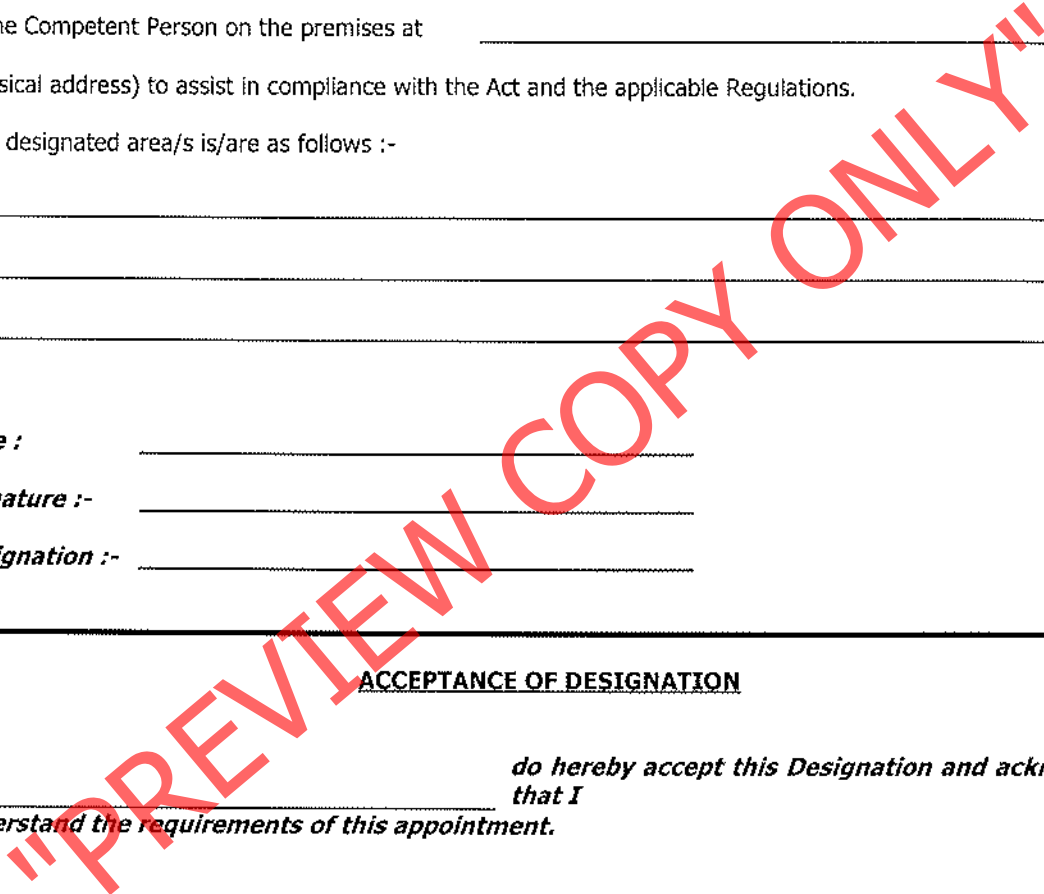 ne Competent Person on the premises at
sical address) to assist in compliance with the Act and the applicable Regulations.
designated area/s is/are as follows :-
e :
ature :-
ignation :-
ACCEPTANCE OF DESIGNATION
do hereby accept this Designation and ackn
that I
erstand the requirements of this appointment.
"PREVIEW COPY ONLY"